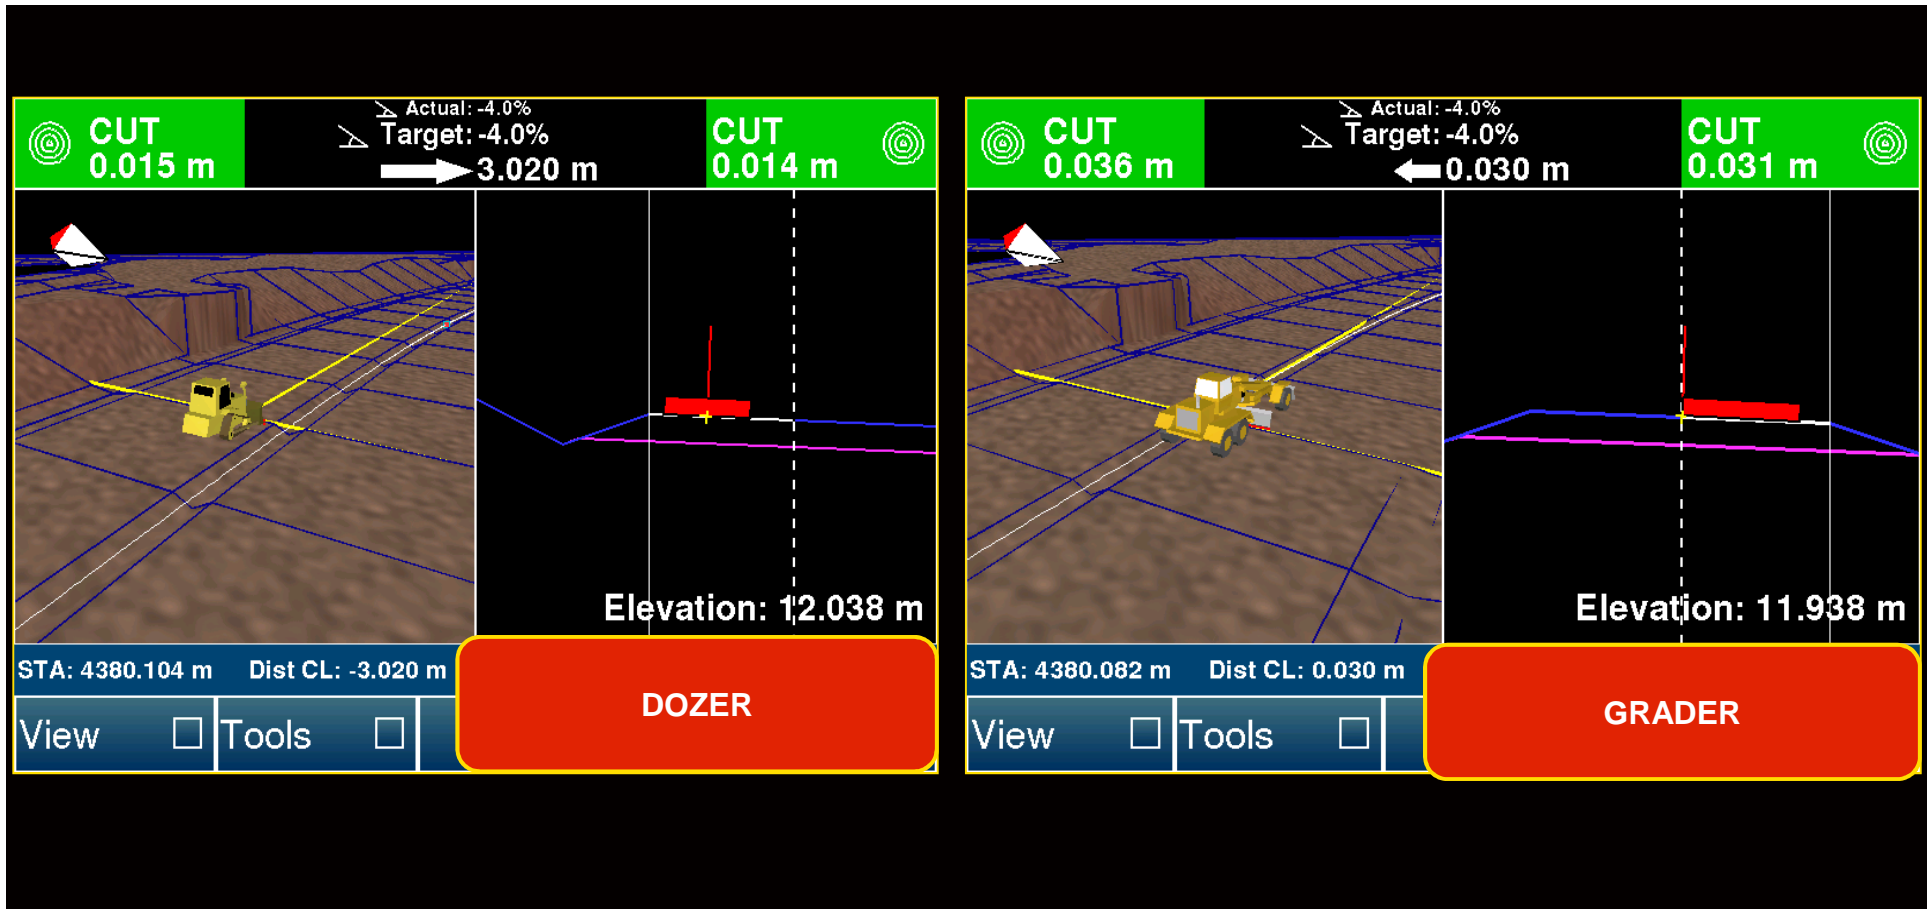 Actual: -4.0%
CUT
Target: -4.0%
CUT
0.015 m
3.020 m
0.014 m
Elevation: 12.038 m
STA: 4380.104 m Dist CL: -3.020 m
View Tools
DOZER
Actual: -4.0%
CUT
Target: -4.0%
CUT
0.036 m
0.030 m
0.031 m
Elevation: 11.938 m
STA: 4380.082 m Dist CL: 0.030 m
View Tools
GRADER